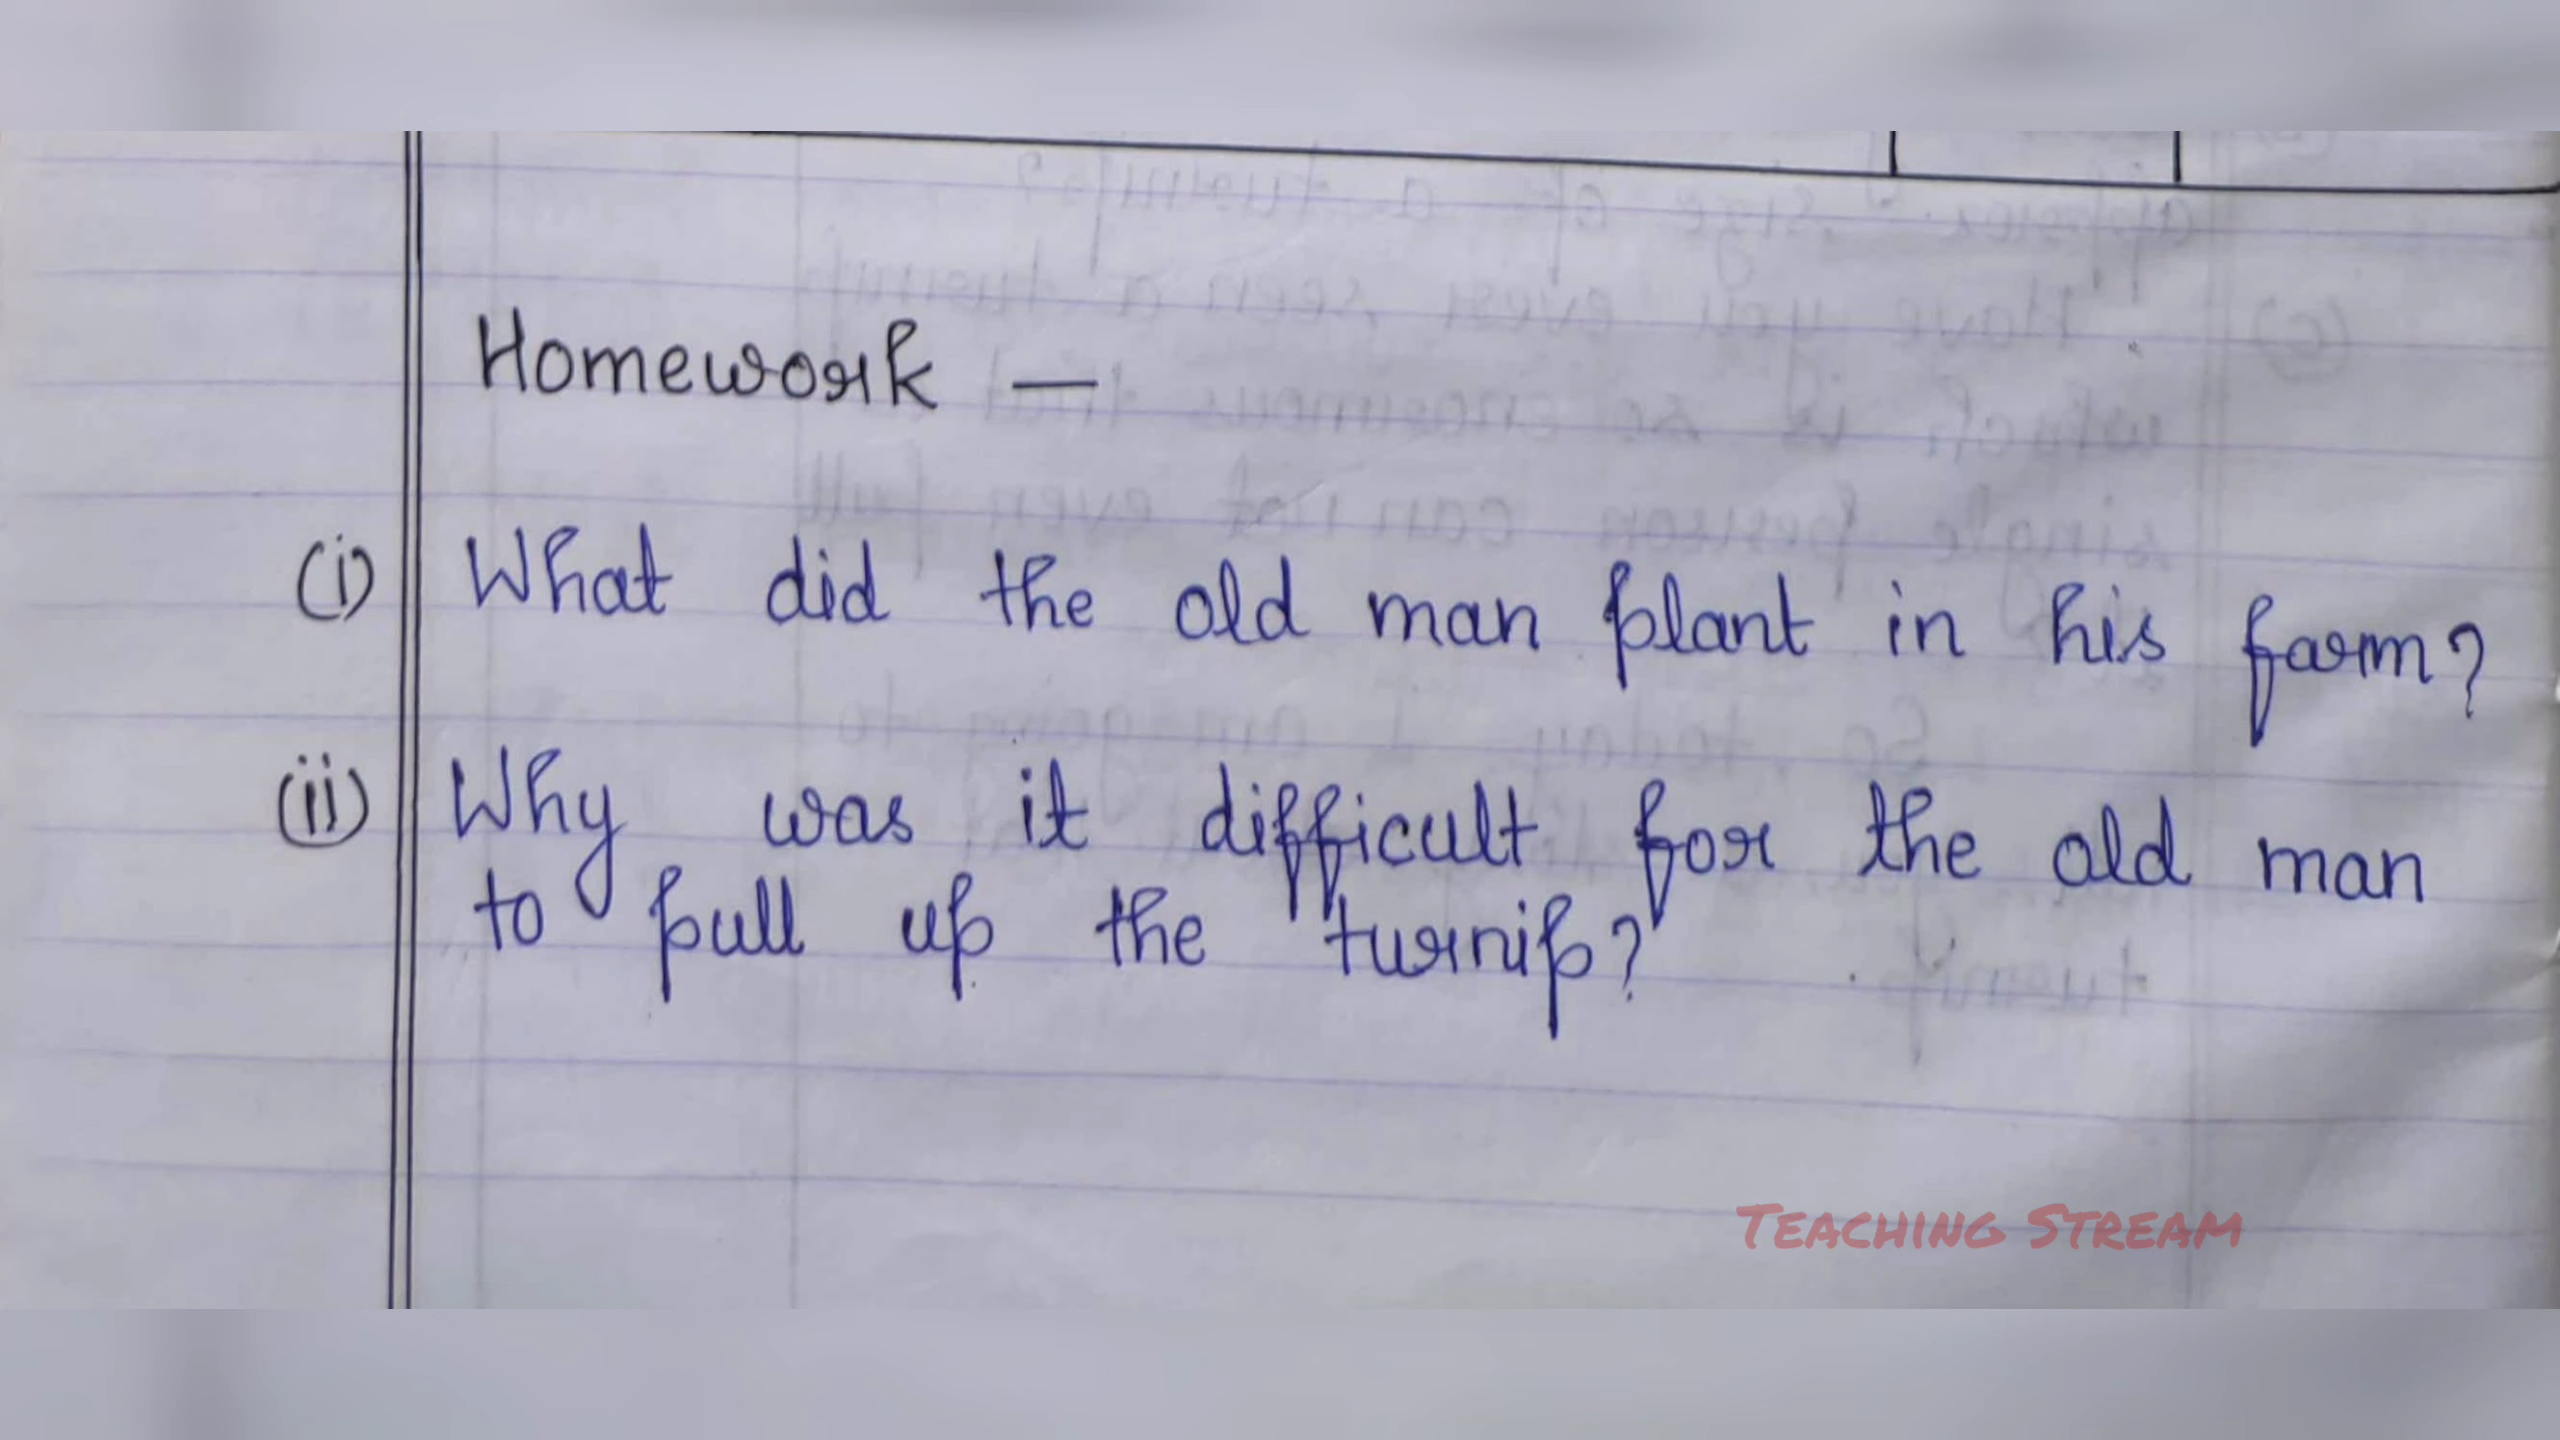 Homework —
(i) What did the old man plant in his farm?
(ii) Why was it difficult for the old man
to pull up the turnip?
TEACHING STREAM